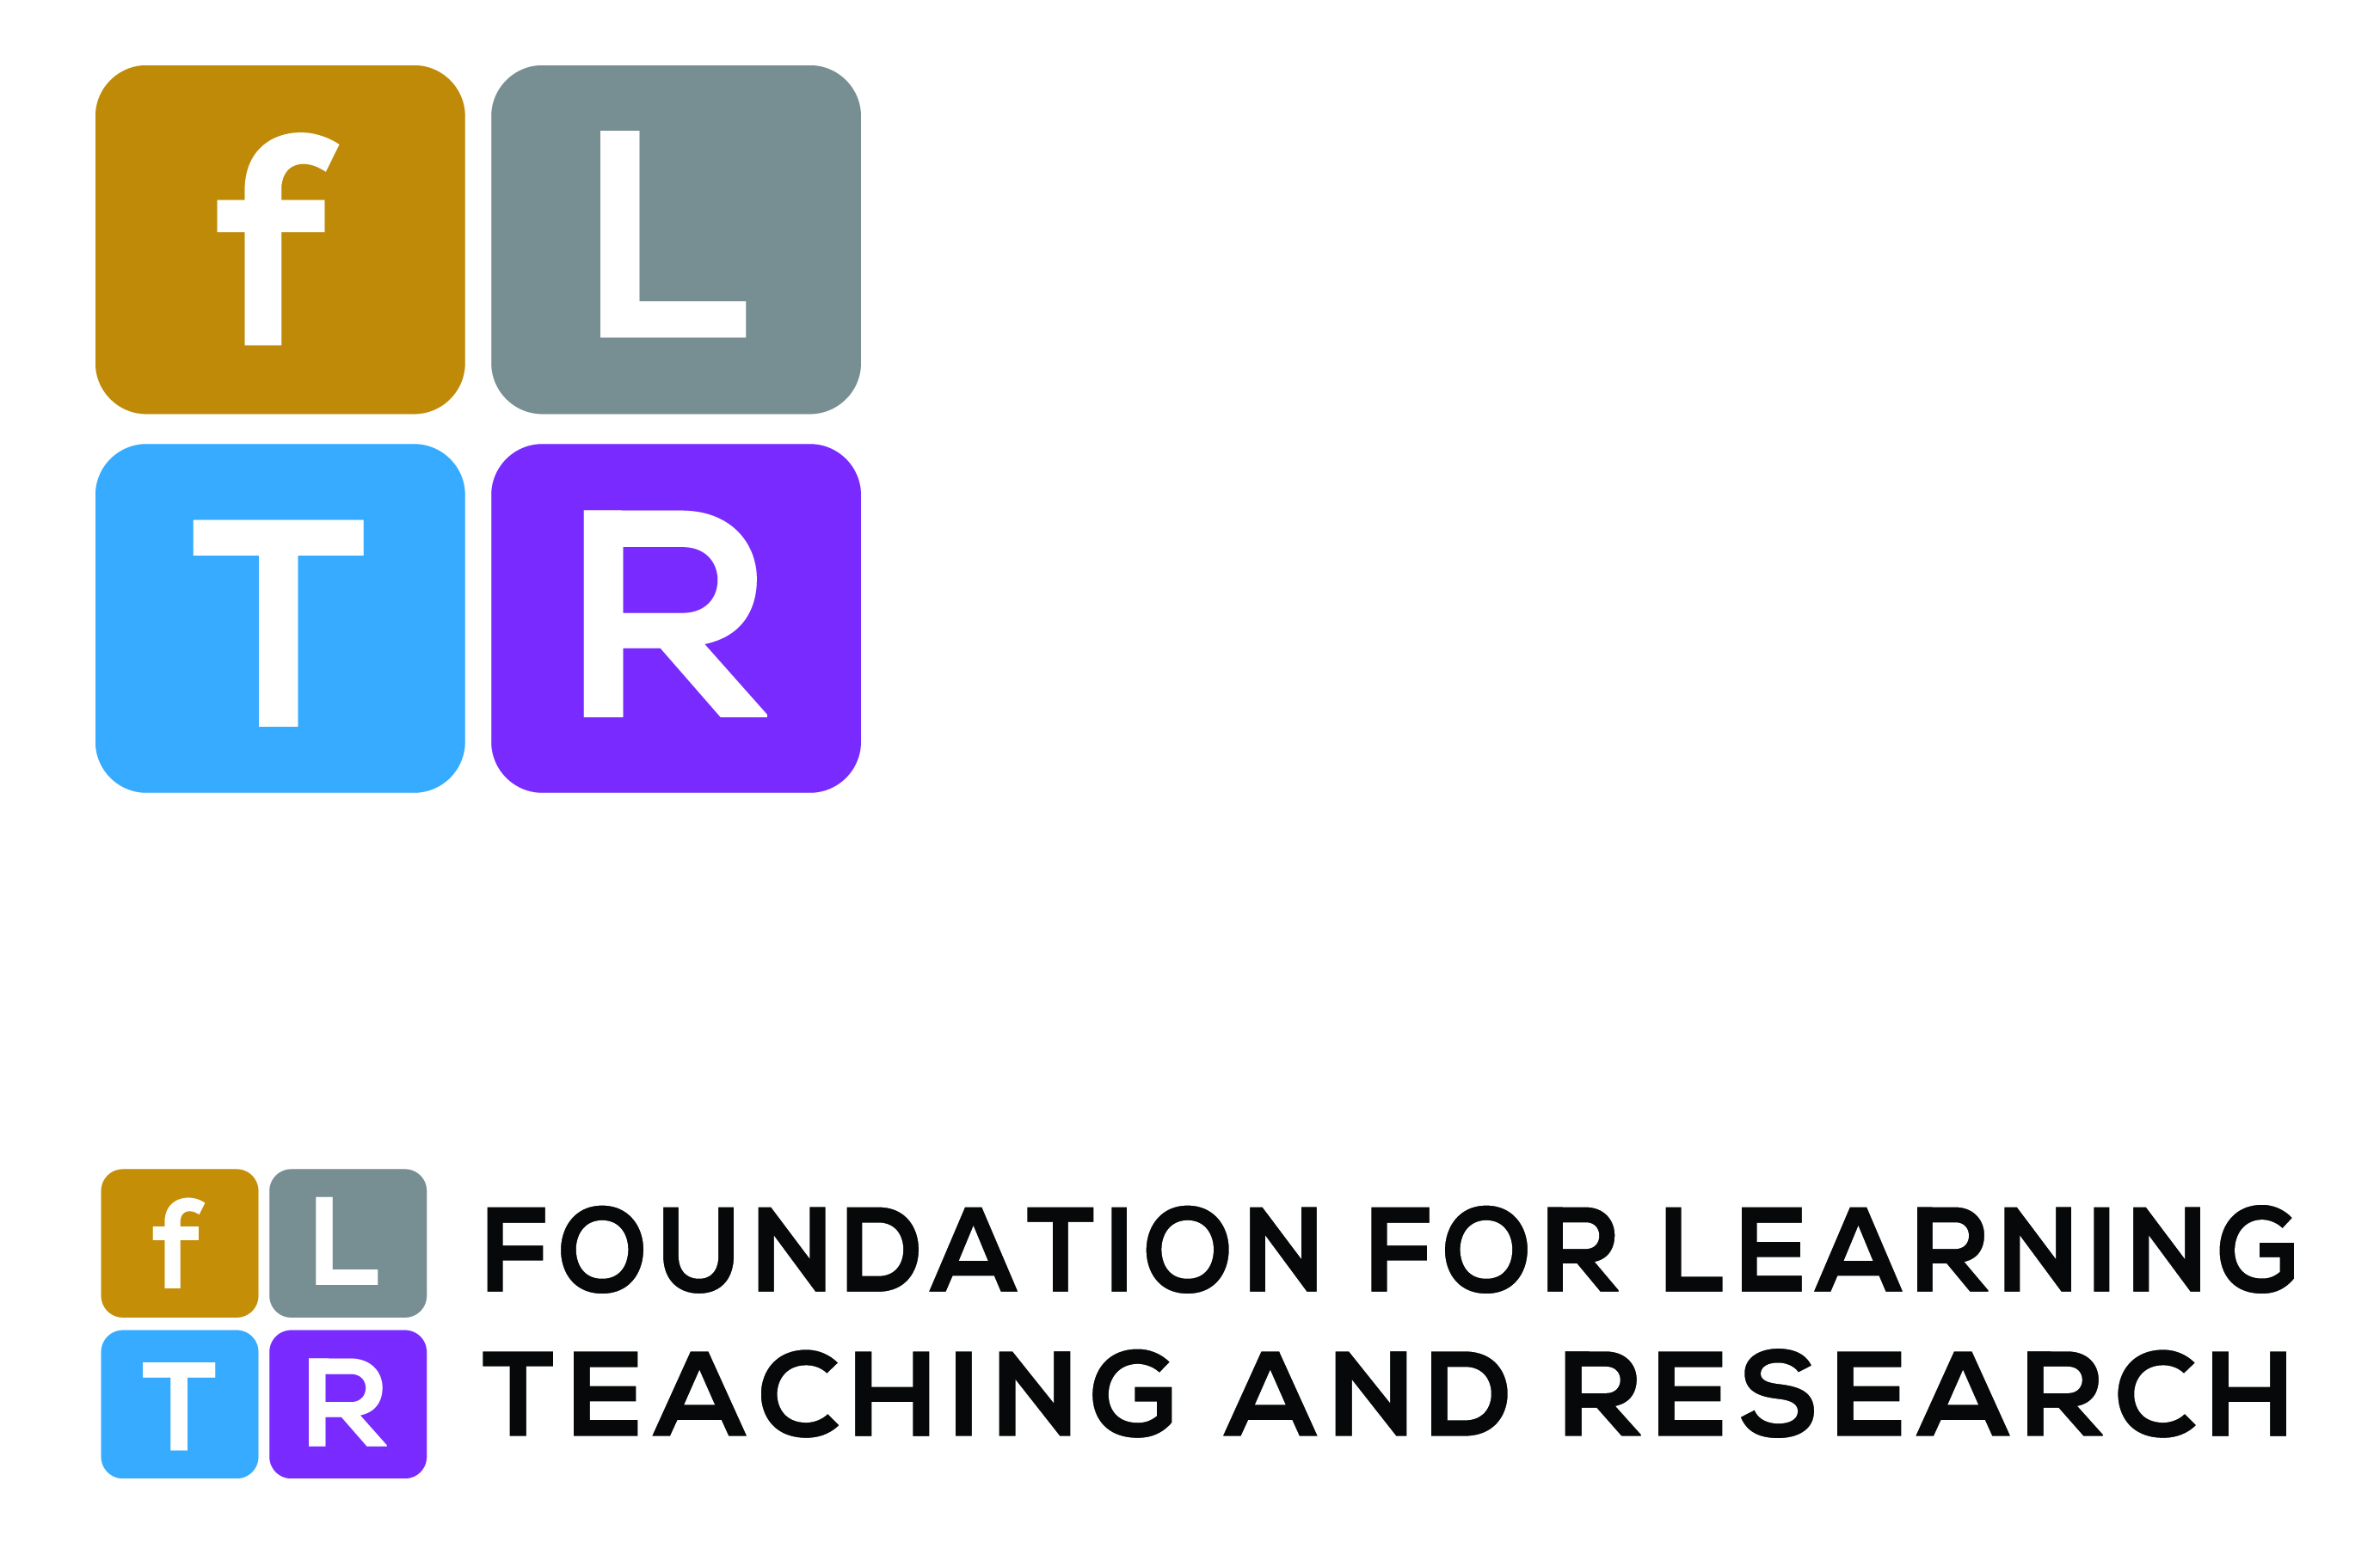 f L
T R
f L
T R
FOUNDATION FOR LEARNING
TEACHING AND RESEARCH